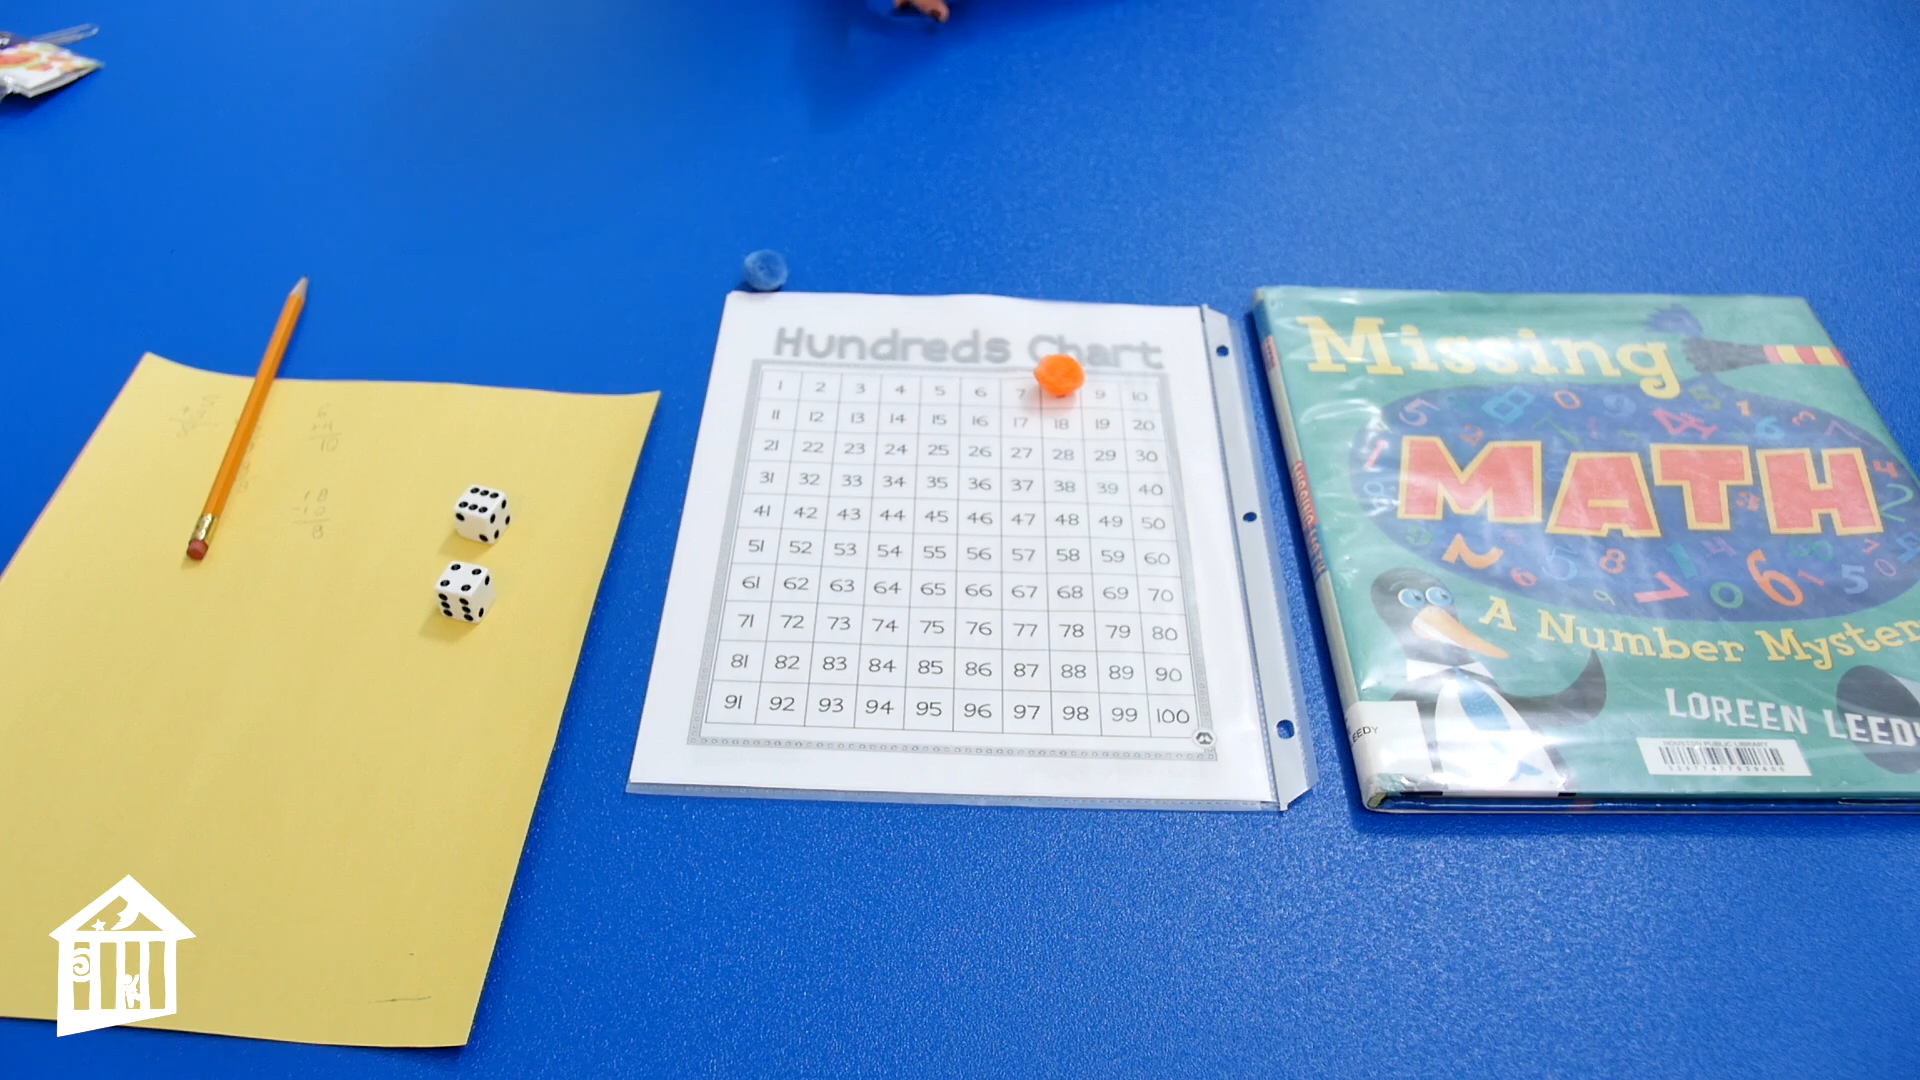 Hundreds Chart
1 2 3 4 5 6 7 9 10
11 12 13 14 15 16 17 18 19 20
21 22 23 24 25 26 27 28 29 30
31 32 33 34 35 36 37 38 39 40
41 42 43 44 45 46 47 48 49 50
51 52 53 54 55 56 57 58 59 60
61 62 63 64 65 66 67 68 69 70
71 72 73 74 75 76 77 78 79 80
81 82 83 84 85 86 87 88 89 90
91 92 93 94 95 96 97 98 99 100
Missing
MATH
A Number Myster
LOREEN LEEDY
EEDY
HOUSTON PUBLIC LIBRARY